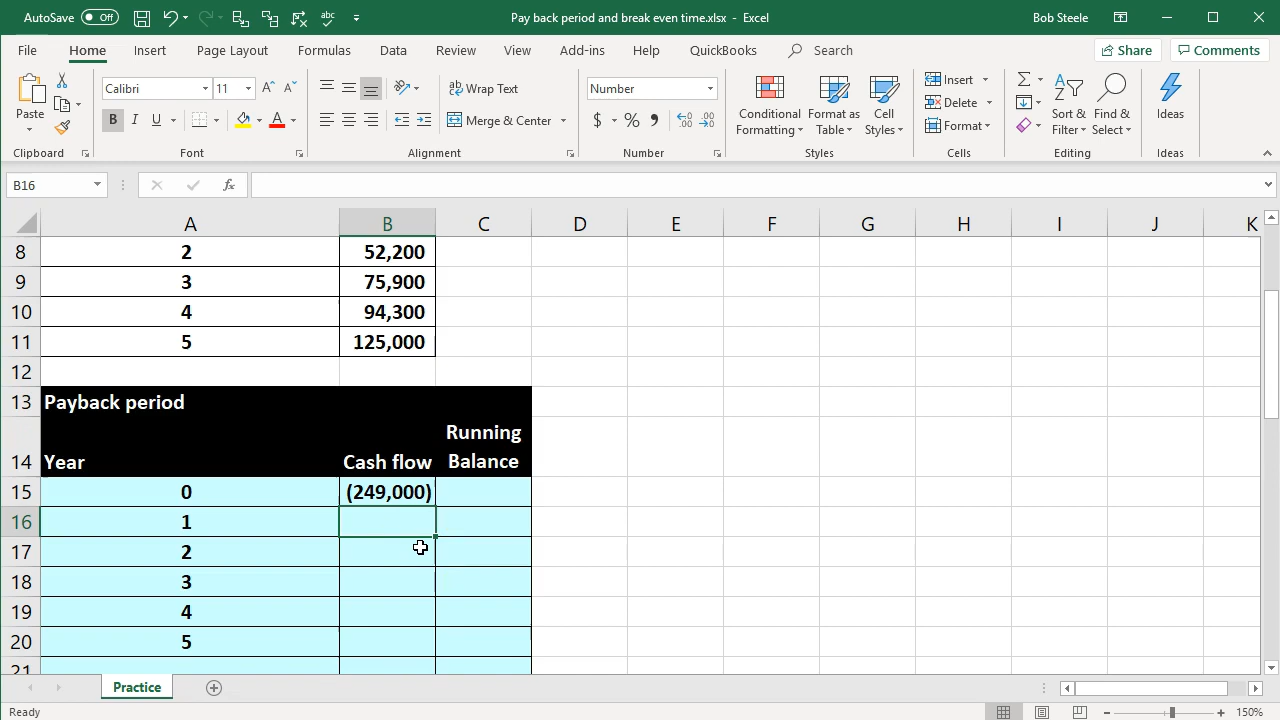 AutoSave Off Pay back period and break even time.xlsx - Excel Bob Steele
File Home Insert Page Layout Formulas Data Review View Add-ins Help QuickBooks Search Share Comments
Calibri 11 Wrap Text Number Insert
Paste Merge & Center Conditional Formatting Format as Table Cell Styles Delete Sort & Filter Find & Select Ideas
B I U $ % Format
Clipboard Font Alignment Number Styles Cells Editing Ideas
B16 fx
A B C D E F G H I J K
8 2 52,200
9 3 75,900
10 4 94,300
11 5 125,000
12
13 Payback period
Running
14 Year Cash flow Balance
15 0 (249,000)
16 1
17 2
18 3
19 4
20 5
21
Practice
Ready 150%